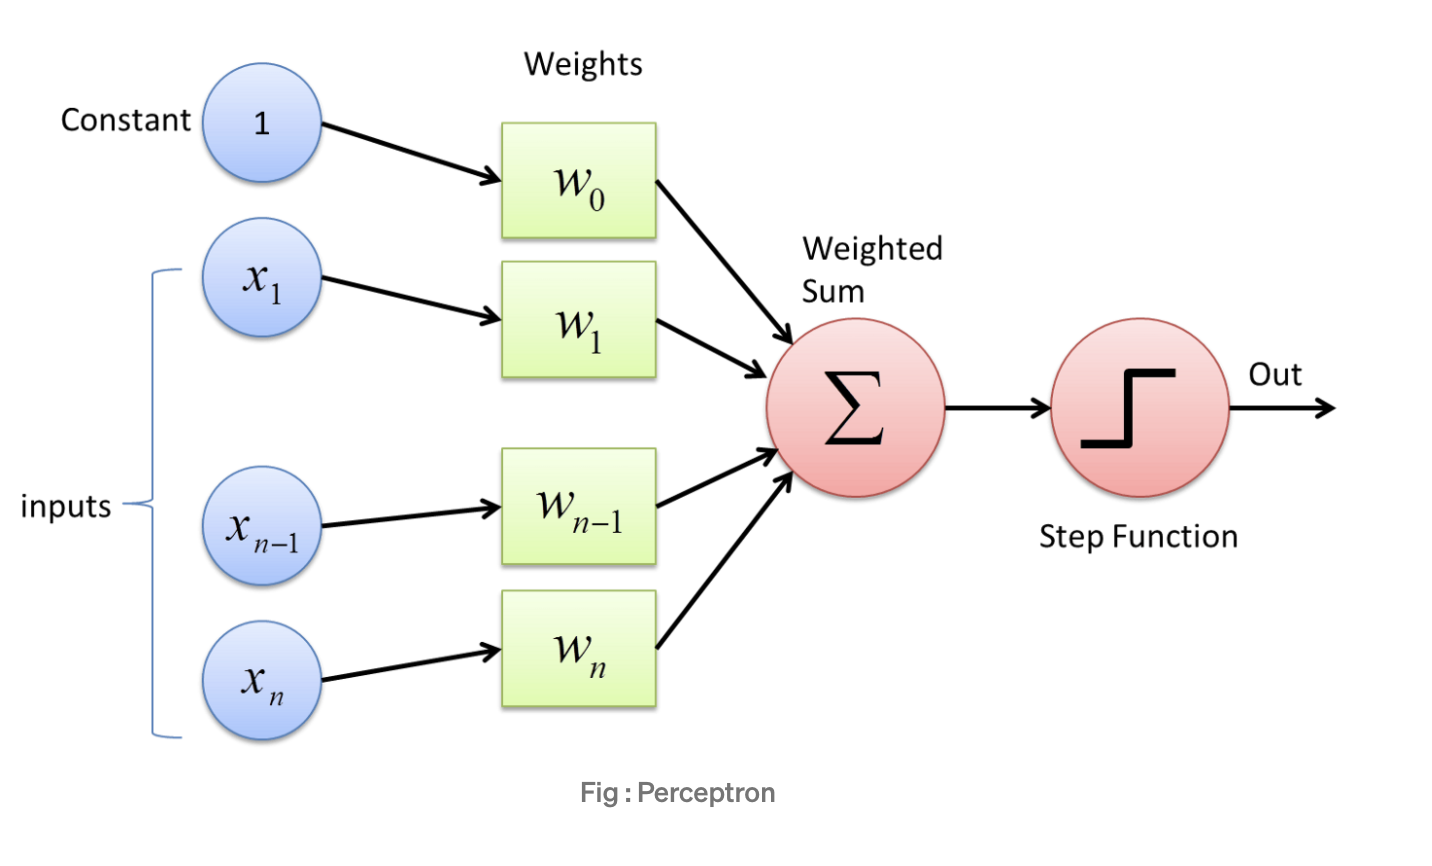 Weights
Constant
1
w0
x1
w1
Weighted
Sum
∑
Out
inputs
xn−1
wn−1
Step Function
xn
wn
Fig : Perceptron